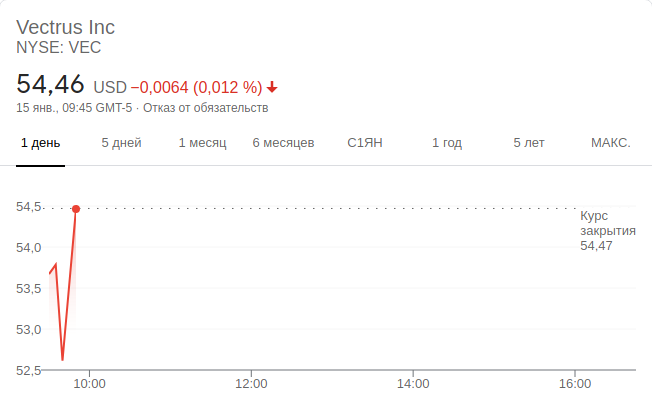 Vectrus Inc
NYSE: VEC
54,46 USD −0,0064 (0,012 %)
15 янв., 09:45 GMT-5 · Отказ от обязательств
1 день 5 дней 1 месяц 6 месяцев С1ЯН 1 год 5 лет МАКС.
54,5
54,0
53,5
53,0
52,5
Курс
закрытия
54,47
10:00 12:00 14:00 16:00